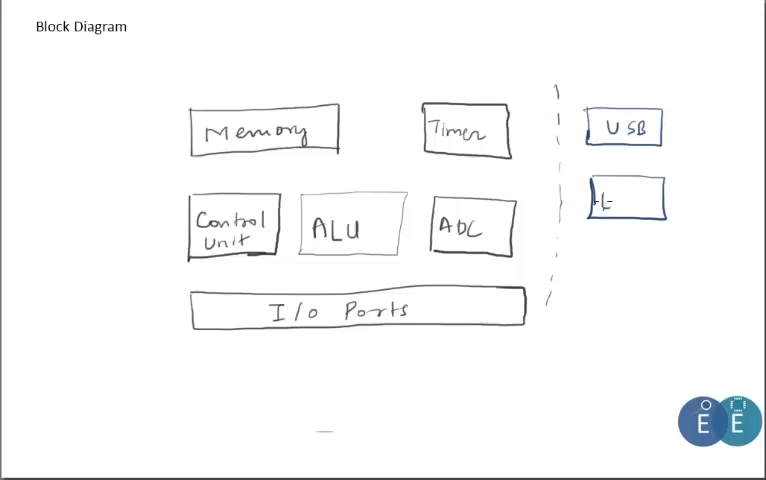 Block Diagram
Memory
Timer
USB
Control
Unit
ALU
ADC
I/O Ports
Ė Ë